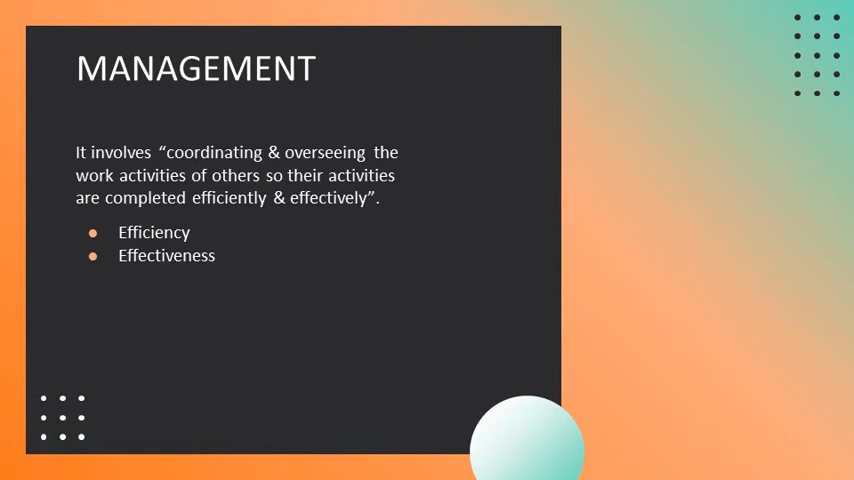 MANAGEMENT
It involves “coordinating & overseeing the
work activities of others so their activities
are completed efficiently & effectively”.
● Efficiency
● Effectiveness